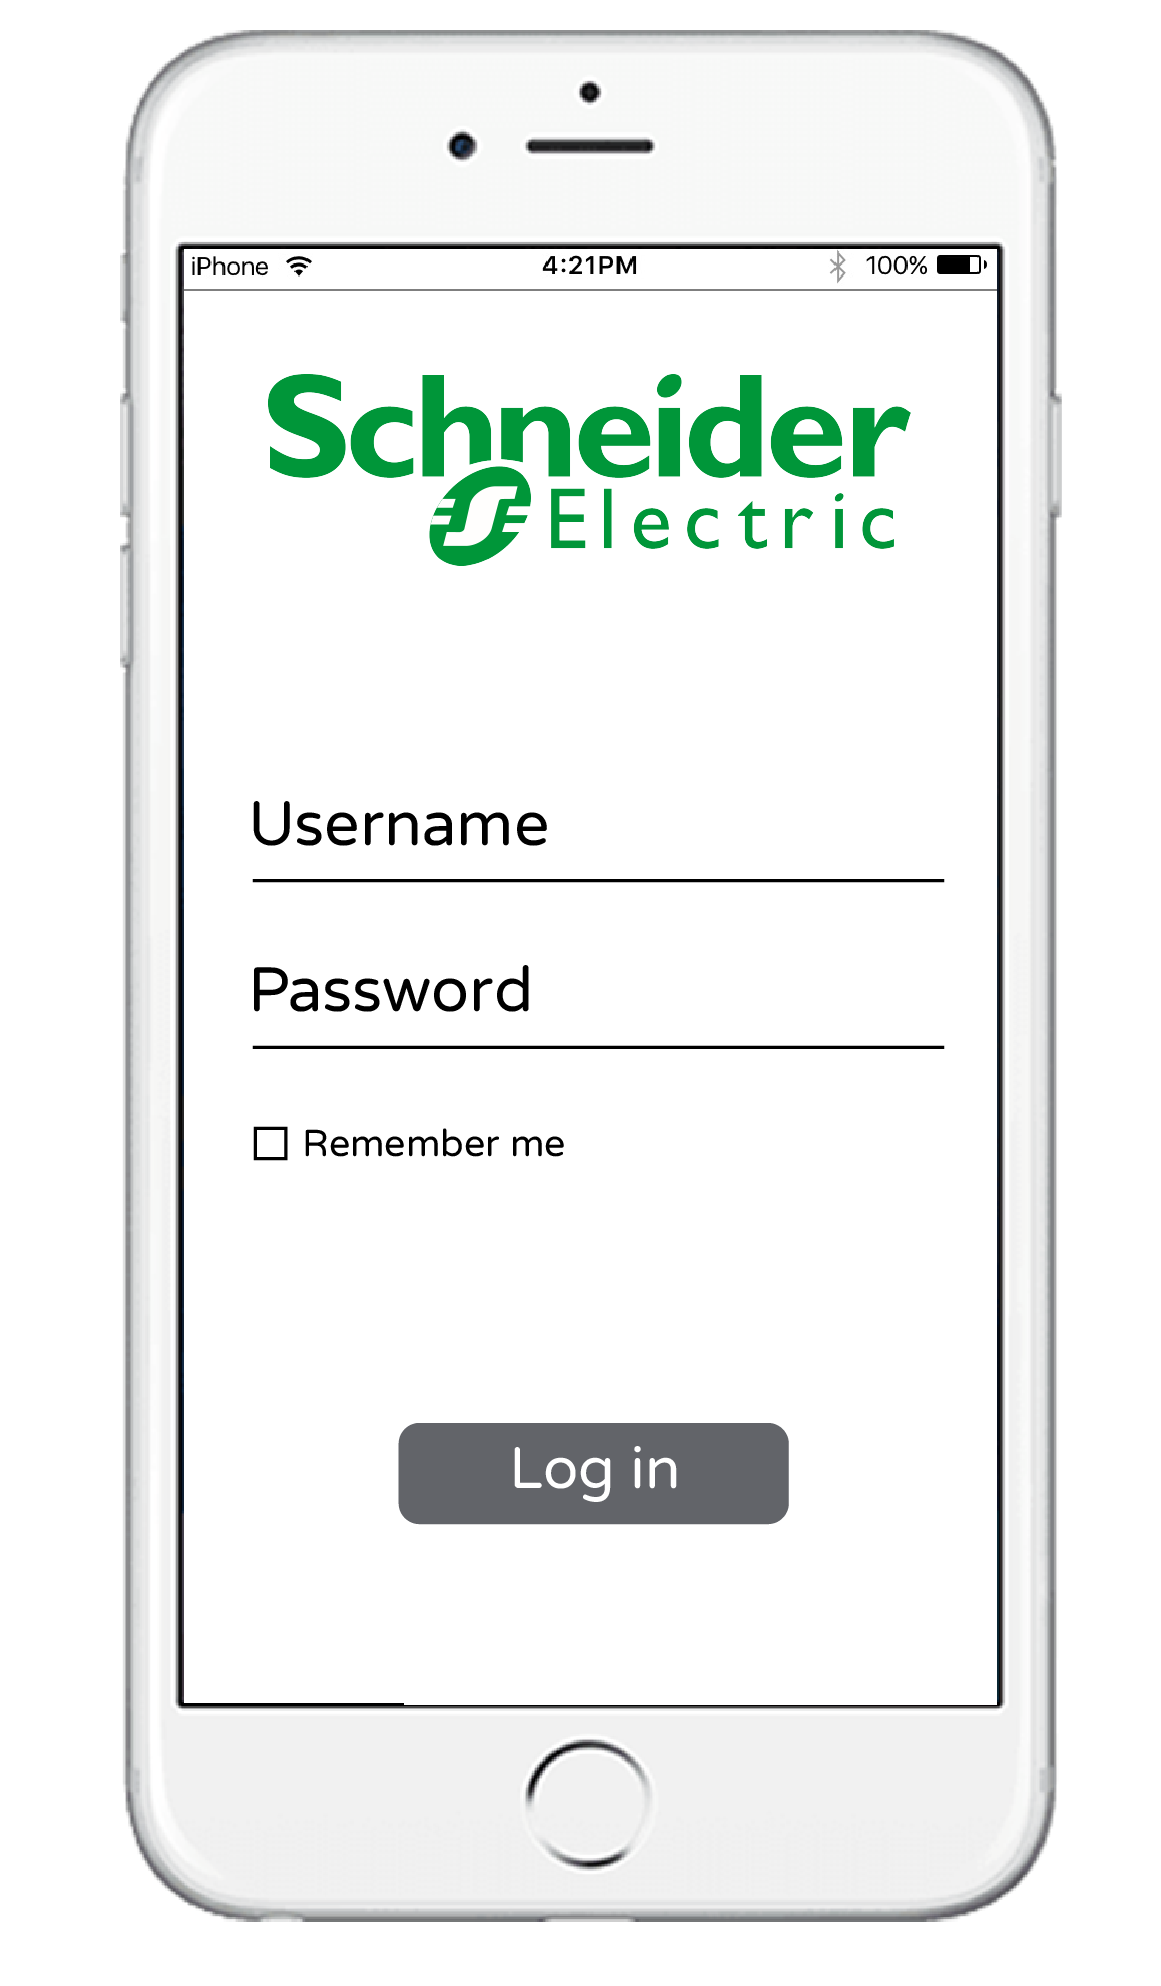 iPhone 4:21PM 100%
Schneider
Electric
Username
Password
Remember me
Log in